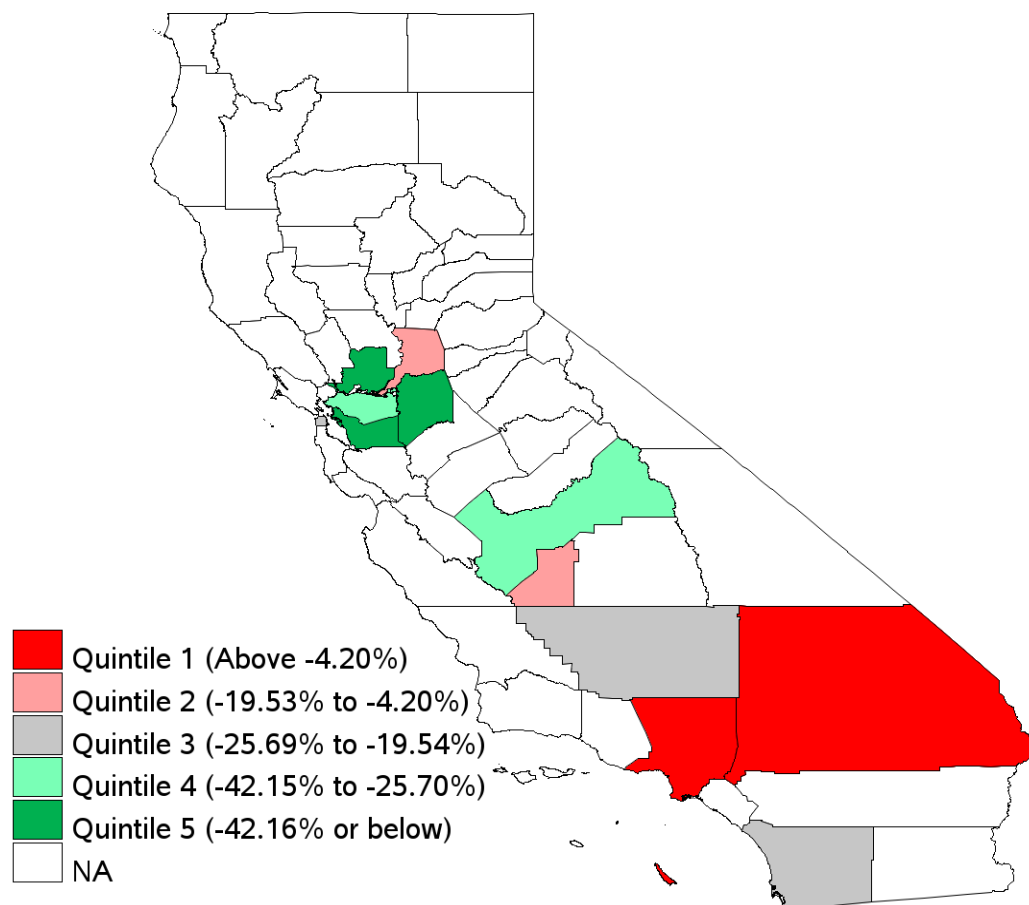 Quintile 1 (Above -4.20%)
Quintile 2 (-19.53% to -4.20%)
Quintile 3 (-25.69% to -19.54%)
Quintile 4 (-42.15% to -25.70%)
Quintile 5 (-42.16% or below)
NA